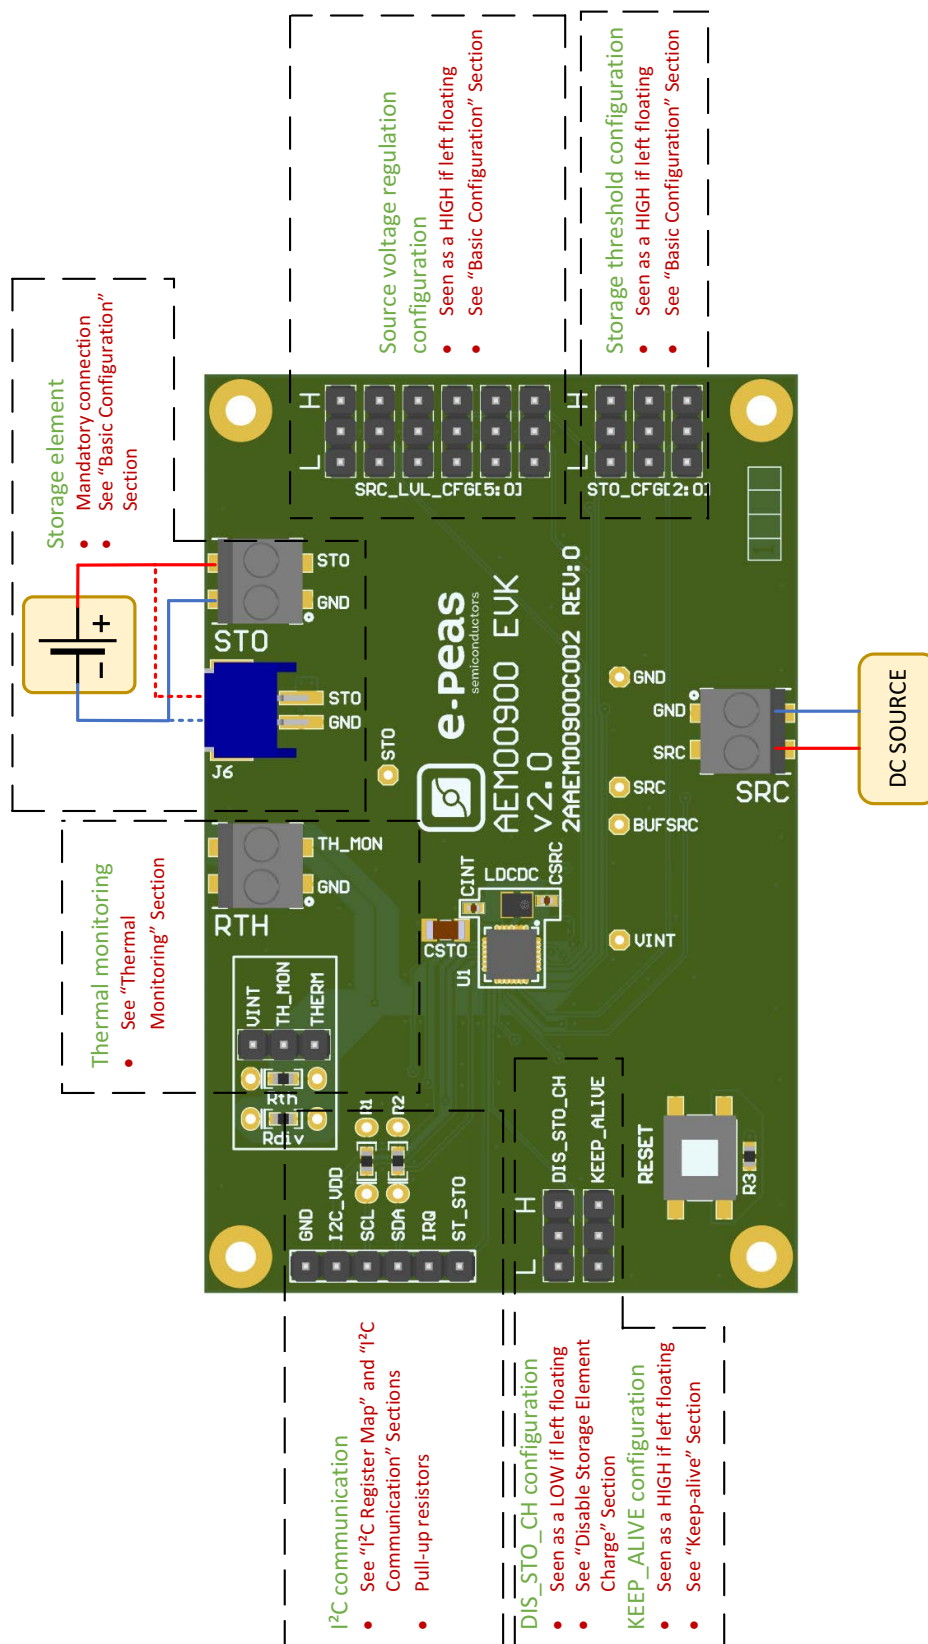 Storage element
• Mandatory connection
• See “Basic Configuration”
Section
Source voltage regulation
configuration
• Seen as a HIGH if left floating
• See “Basic Configuration” Section
Storage threshold configuration
• Seen as a HIGH if left floating
• See “Basic Configuration” Section
Thermal monitoring
• See “Thermal
Monitoring” Section
I²C communication
• See “I²C Register Map” and “I²C
Communication” Sections
• Pull-up resistors
DIS_STO_CH configuration
• Seen as a LOW if left floating
• See “Disable Storage Element
Charge” Section
KEEP_ALIVE configuration
• Seen as a HIGH if left floating
• See “Keep-alive” Section
DC SOURCE
+
−
STO
GND
STO
STO
GND
J6
STO
TH_MON
GND
RTH
VINT
TH_MON
THERM
Rth
Rdiv
GND
I2C_VDD
SCL
SDA
IRQ
ST_STO
R1
R2
L H
SRC_LVL_CFG[5:0]
L H
STO_CFG[2:0]
1
e-peas
semiconductors
AEM00900 EVK
V2.0
2AAEM00900C002 REV:0
CINT
LDCDC
CSRC
CSTO
U1
GND
SRC
BUFSRC
VINT
GND
SRC
SRC
L H
DIS_STO_CH
KEEP_ALIVE
RESET
R3